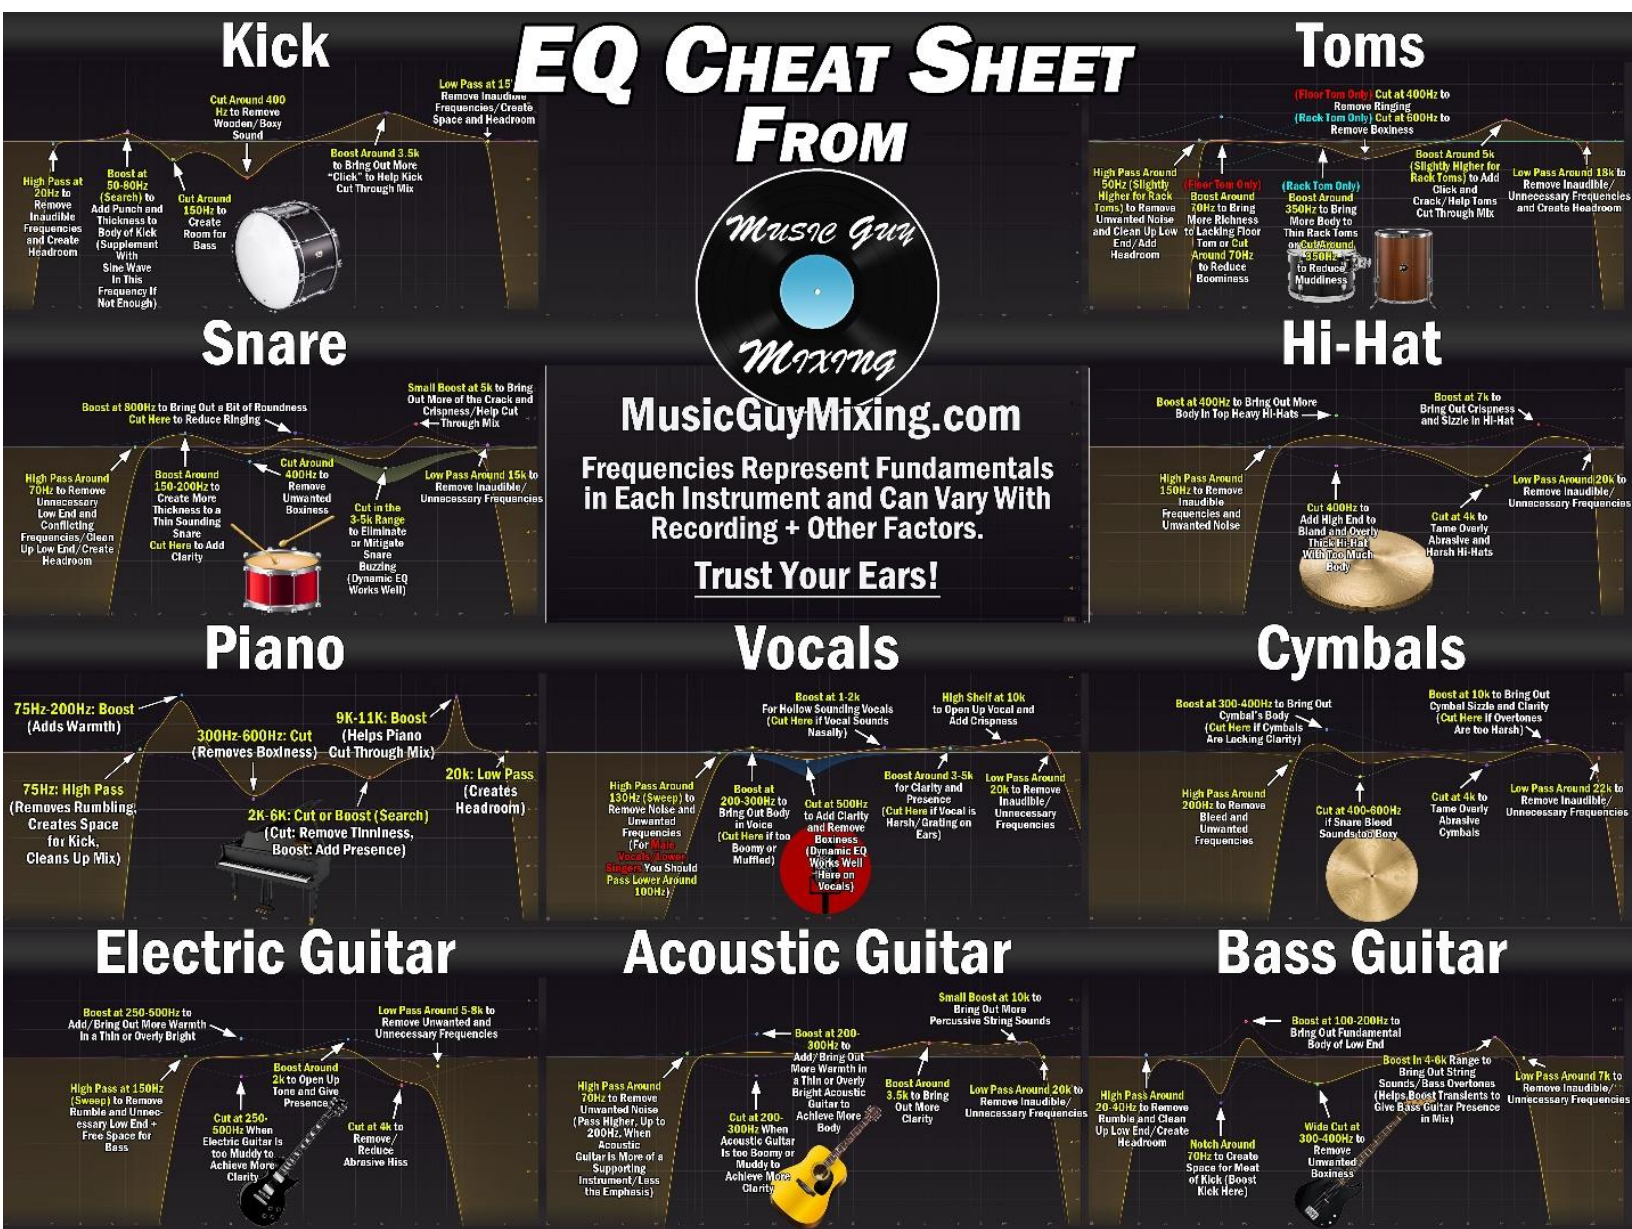 EQ CHEAT SHEET
FROM
MUSIC GUY
MIXING
MusicGuyMixing.com
Frequencies Represent Fundamentals
in Each Instrument and Can Vary With
Recording + Other Factors.
Trust Your Ears!
Kick
High Pass at
20Hz to
Remove
Inaudible
Frequencies
and Create
Headroom
Boost at
50-80Hz
(Search) to
Add Punch and
Thickness to
Body of Kick
(Supplement
With
Sine Wave
In This
Frequency If
Not Enough)
Cut Around
150Hz to
Create
Room for
Bass
Cut Around 400
Hz to Remove
Wooden/Boxy
Sound
Boost Around 3.5k
to Bring Out More
"Click" to Help Kick
Cut Through Mix
Low Pass at 15
Remove Inaudible
Frequencies/Create
Space and Headroom
Toms
High Pass Around
50Hz (Slightly
Higher for Rack
Toms) to Remove
Unwanted Noise
and Clean Up Low
End/Add
Headroom
(Floor Tom Only)
Boost Around
70Hz to Bring
More Richness
to Lacking Floor
Tom or Cut
Around 70Hz
to Reduce
Boominess
(Rack Tom Only)
Boost Around
350Hz to Bring
More Body to
Thin Rack Toms
or Cut Around
350Hz
to Reduce
Muddiness
(Floor Tom Only) Cut at 400Hz to
Remove Ringing
(Rack Tom Only) Cut at 600Hz to
Remove Boxiness
Boost Around 5k
(Slightly Higher for
Rack Toms) to Add
Click and
Crack/Help Toms
Cut Through Mix
Low Pass Around 18k to
Remove Inaudible/
Unnecessary Frequencies
and Create Headroom
Snare
High Pass Around
70Hz to Remove
Unnecessary
Low End and
Conflicting
Frequencies/Clean
Up Low End/Create
Headroom
Boost at 800Hz to Bring Out a Bit of Roundness
Cut Here to Reduce Ringing
Boost Around
150-200Hz to
Create More
Thickness to a
Thin Sounding
Snare
Cut Here to Add
Clarity
Cut Around
400Hz to
Remove
Unwanted
Boxiness
Cut in the
3-5k Range
to Eliminate
or Mitigate
Snare
Buzzing
(Dynamic EQ
Works Well)
Small Boost at 5k to Bring
Out More of the Crack and
Crispness/Help Cut
Through Mix
Low Pass Around 15k to
Remove Inaudible/
Unnecessary Frequencies
Hi-Hat
High Pass Around
150Hz to Remove
Inaudible
Frequencies and
Unwanted Noise
Boost at 400Hz to Bring Out More
Body In Top Heavy Hi-Hats
Cut 400Hz to
Add High End to
Bland and Overly
Thick Hi-Hat
With Too Much
Body
Boost at 7k to
Bring Out Crispness
and Sizzle in Hi-Hat
Cut at 4k to
Tame Overly
Abrasive and
Harsh Hi-Hats
Low Pass Around 20k to
Remove Inaudible/
Unnecessary Frequencies
Piano
75Hz-200Hz: Boost
(Adds Warmth)
75Hz: High Pass
(Removes Rumbling,
Creates Space
for Kick,
Cleans Up Mix)
300Hz-600Hz: Cut
(Removes Boxiness)
9K-11K: Boost
(Helps Piano
Cut Through Mix)
2K-6K: Cut or Boost (Search)
(Cut: Remove Tinniness,
Boost: Add Presence)
20k: Low Pass
(Creates
Headroom)
Vocals
High Pass Around
130Hz (Sweep) to
Remove Noise and
Unwanted
Frequencies
(For Male
Vocals/Lower
Singers You Should
Pass Lower Around
100Hz)
Boost at
200-300Hz to
Bring Out Body
in Voice
(Cut Here if too
Boomy or
Muffled)
Boost at 1-2k
For Hollow Sounding Vocals
(Cut Here if Vocal Sounds
Nasally)
Cut at 500Hz
to Add Clarity
and Remove
Boxiness
(Dynamic EQ
Works Well
Here on
Vocals)
High Shelf at 10k
to Open Up Vocal and
Add Crispness
Boost Around 3-5k
for Clarity and
Presence
(Cut Here if Vocal is
Harsh/Grating on
Ears)
Low Pass Around
20k to Remove
Inaudible/
Unnecessary
Frequencies
Cymbals
High Pass Around
200Hz to Remove
Bleed and
Unwanted
Frequencies
Boost at 300-400Hz to Bring Out
Cymbal's Body
(Cut Here if Cymbals
Are Lacking Clarity)
Cut at 400-600Hz
if Snare Bleed
Sounds too Boxy
Boost at 10k to Bring Out
Cymbal Sizzle and Clarity
(Cut Here If Overtones
Are too Harsh)
Cut at 4k to
Tame Overly
Abrasive
Cymbals
Low Pass Around 22k to
Remove Inaudible/
Unnecessary Frequencies
Electric Guitar
Boost at 250-500Hz to
Add/Bring Out More Warmth
In a Thin or Overly Bright
High Pass at 150Hz
(Sweep) to Remove
Rumble and Unnec-
essary Low End +
Free Space for
Bass
Cut at 250-
500Hz When
Electric Guitar Is
too Muddy to
Achieve More
Clarity
Boost Around
2k to Open Up
Tone and Give
Presence
Low Pass Around 5-8k to
Remove Unwanted and
Unnecessary Frequencies
Cut at 4k to
Remove/
Reduce
Abrasive Hiss
Acoustic Guitar
High Pass Around
70Hz to Remove
Unwanted Noise
(Pass Higher, Up to
200Hz, When
Acoustic
Guitar Is More of a
Supporting
Instrument/Less
the Emphasis)
Boost at 200-
300Hz to
Add/Bring Out
More Warmth in
a Thin or Overly
Bright Acoustic
Guitar to
Achieve More
Body
Cut at 200-
300Hz When
Acoustic Guitar
Is too Boomy or
Muddy to
Achieve More
Clarity
Small Boost at 10k to
Bring Out More
Percussive String Sounds
Boost Around
3.5k to Bring
Out More
Clarity
Low Pass Around 20k to
Remove Inaudible/
Unnecessary Frequencies
Bass Guitar
High Pass Around
20-40Hz to Remove
Rumble and Clean
Up Low End/Create
Headroom
Notch Around
70Hz to Create
Space for Meat
of Kick (Boost
Kick Here)
Boost at 100-200Hz to
Bring Out Fundamental
Body of Low End
Wide Cut at
300-400Hz to
Remove
Unwanted
Boxiness
Boost In 4-6k Range to
Bring Out String
Sounds/Bass Overtones
(Helps Boost Transients to
Give Bass Guitar Presence
in Mix)
Low Pass Around 7k to
Remove Inaudible/
Unnecessary Frequencies